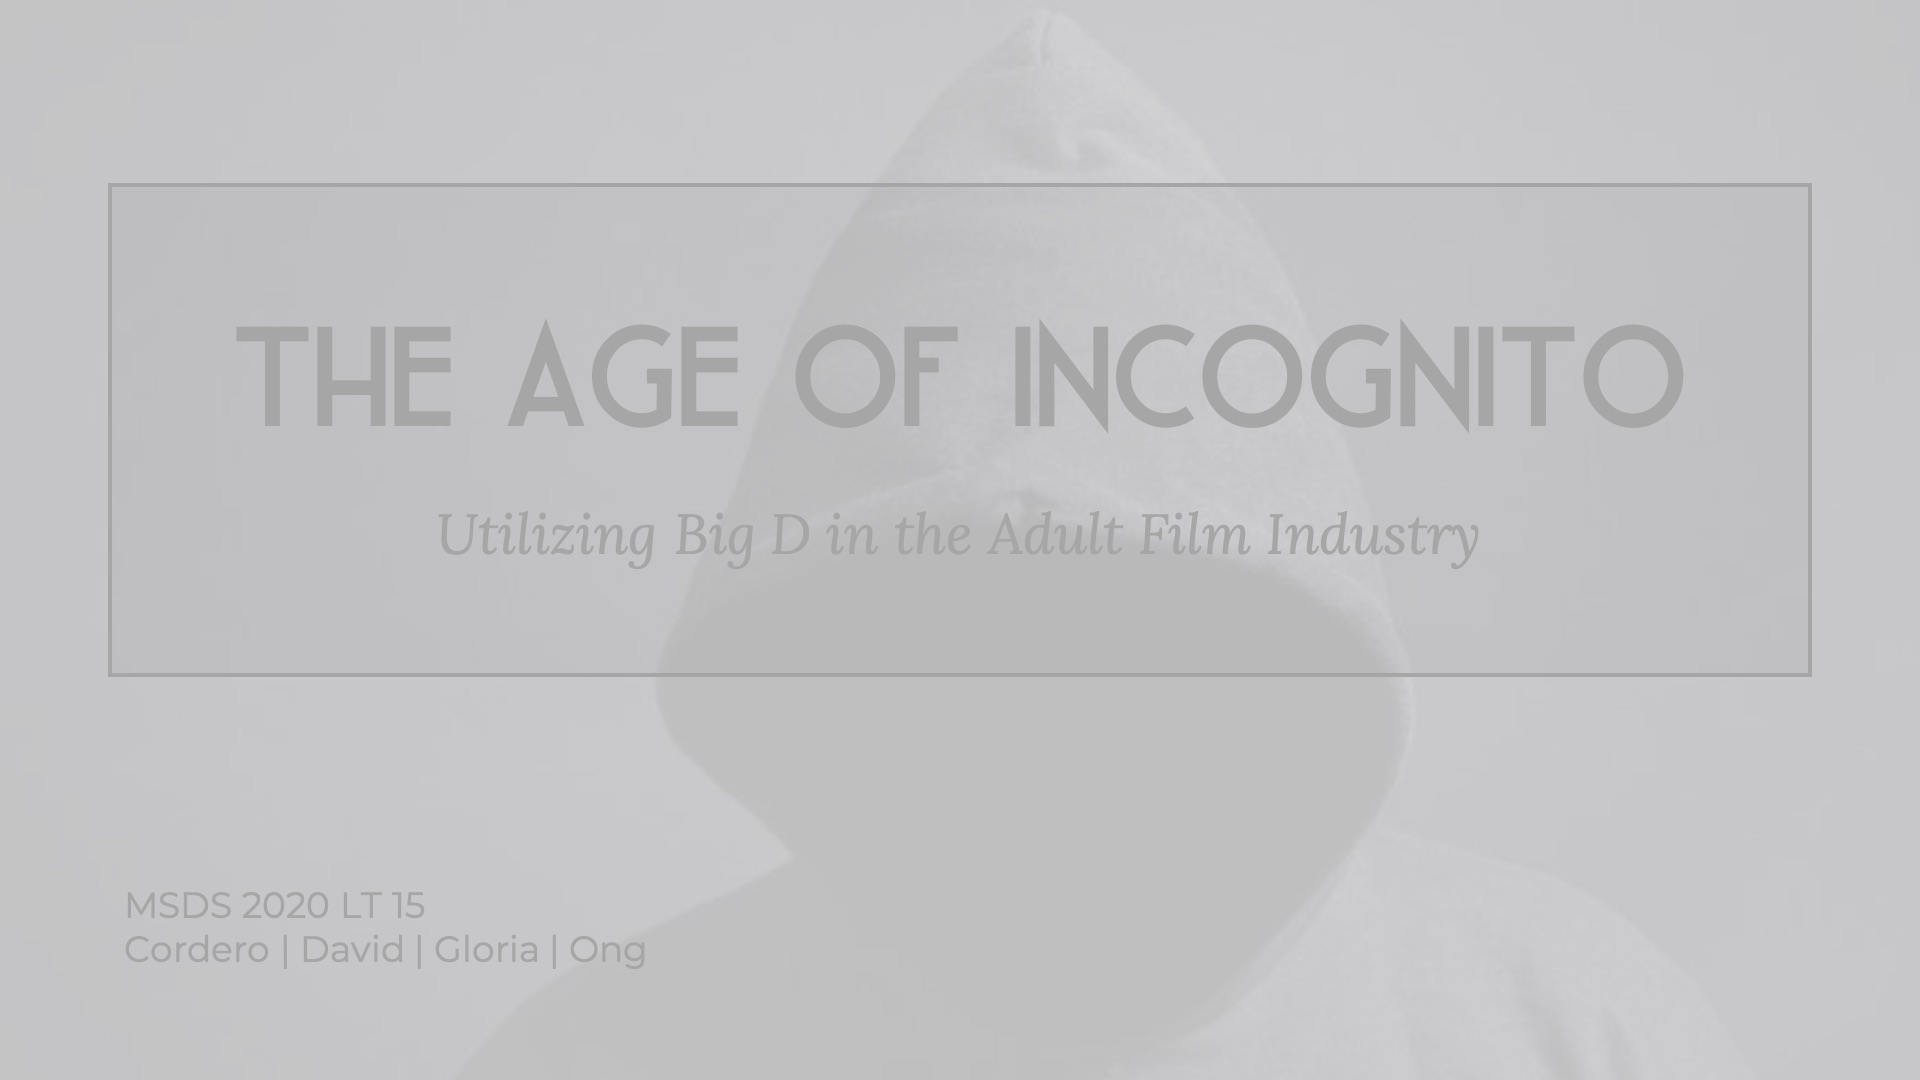 THE AGE OF INCOGNITO
Utilizing Big D in the Adult Film Industry
MSDS 2020 LT 15
Cordero | David | Gloria | Ong